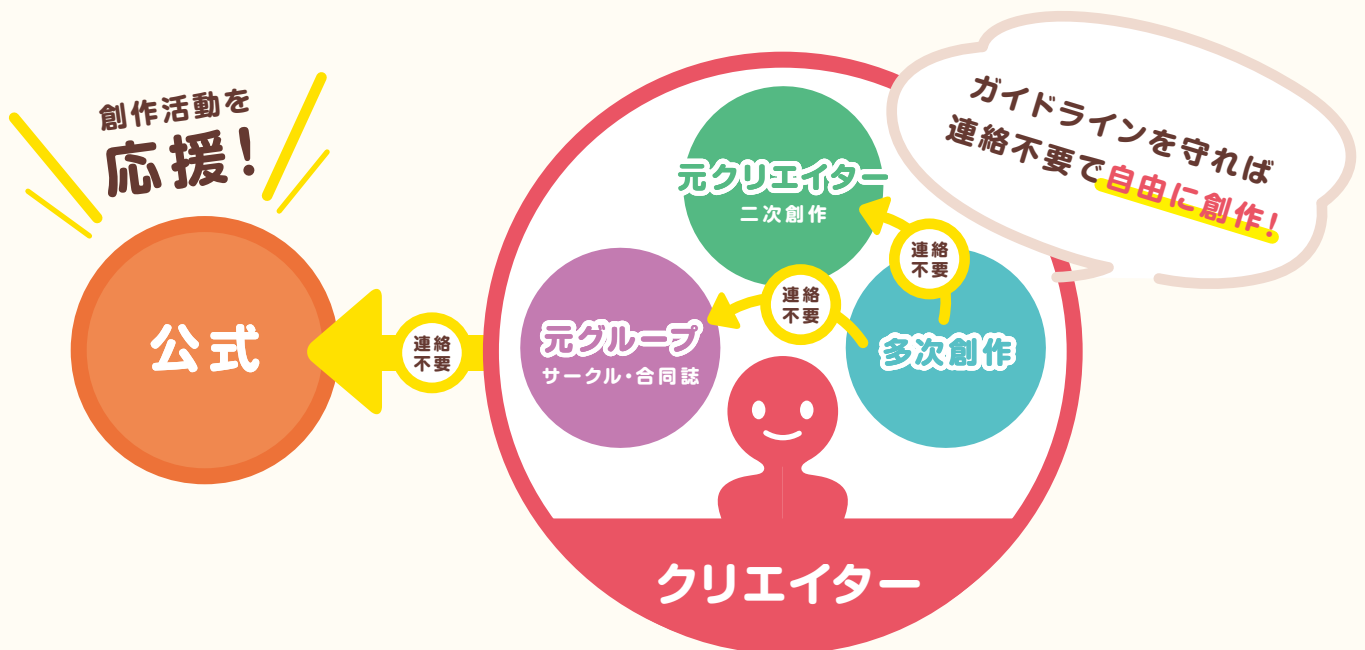 創作活動を
応援!
公式
連絡
不要
元クリエイター
二次創作
元グループ
サークル・合同誌
連絡
不要
連絡
不要
多次創作
クリエイター
ガイドラインを守れば
連絡不要で自由に創作!